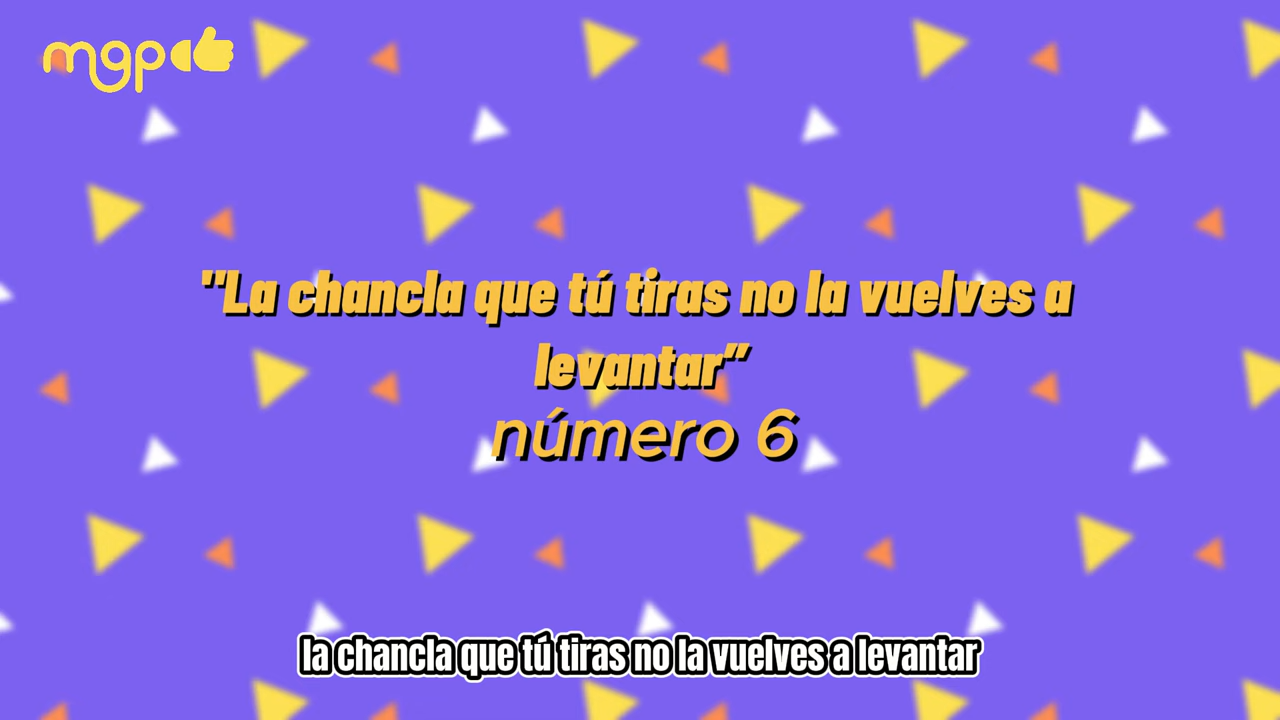 mgp
"La chancla que tú tiras no la vuelves a
levantar”
número 6
la chancla que tú tiras no la vuelves a levantar